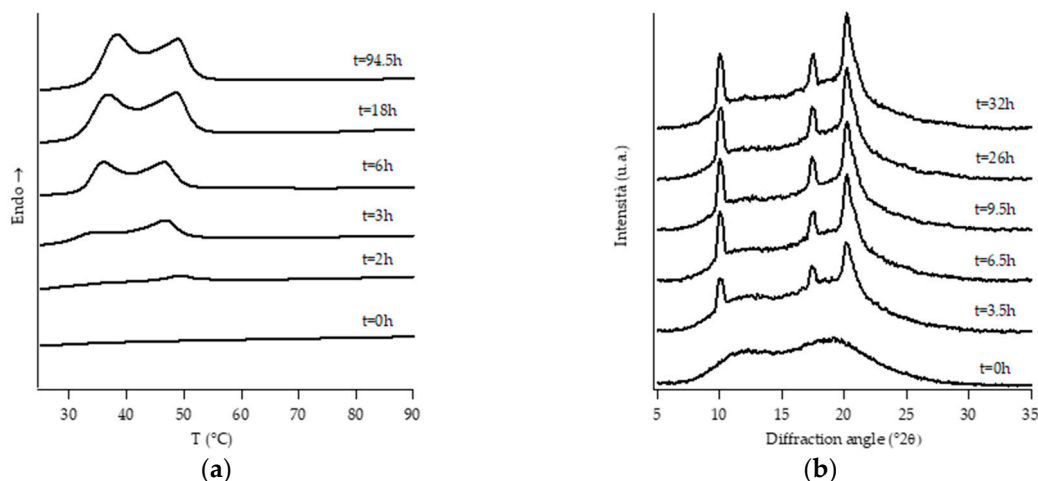 t=94.5h
t=18h
t=6h
t=3h
t=2h
t=0h
Endo →
30 40 50 60 70 80 90
T (°C)
(a)
t=32h
t=26h
t=9.5h
t=6.5h
t=3.5h
t=0h
Intensità (u. a.)
5 10 15 20 25 30 35
Diffraction angle (°2θ)
(b)